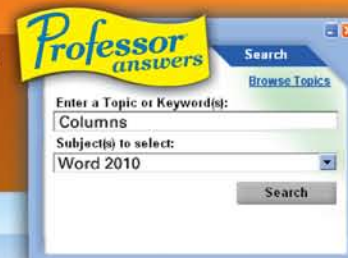 Professor
answers
Search
Browse Topics
Enter a Topic or Keyword(s):
Columns
Subject(s) to select:
Word 2010
Search